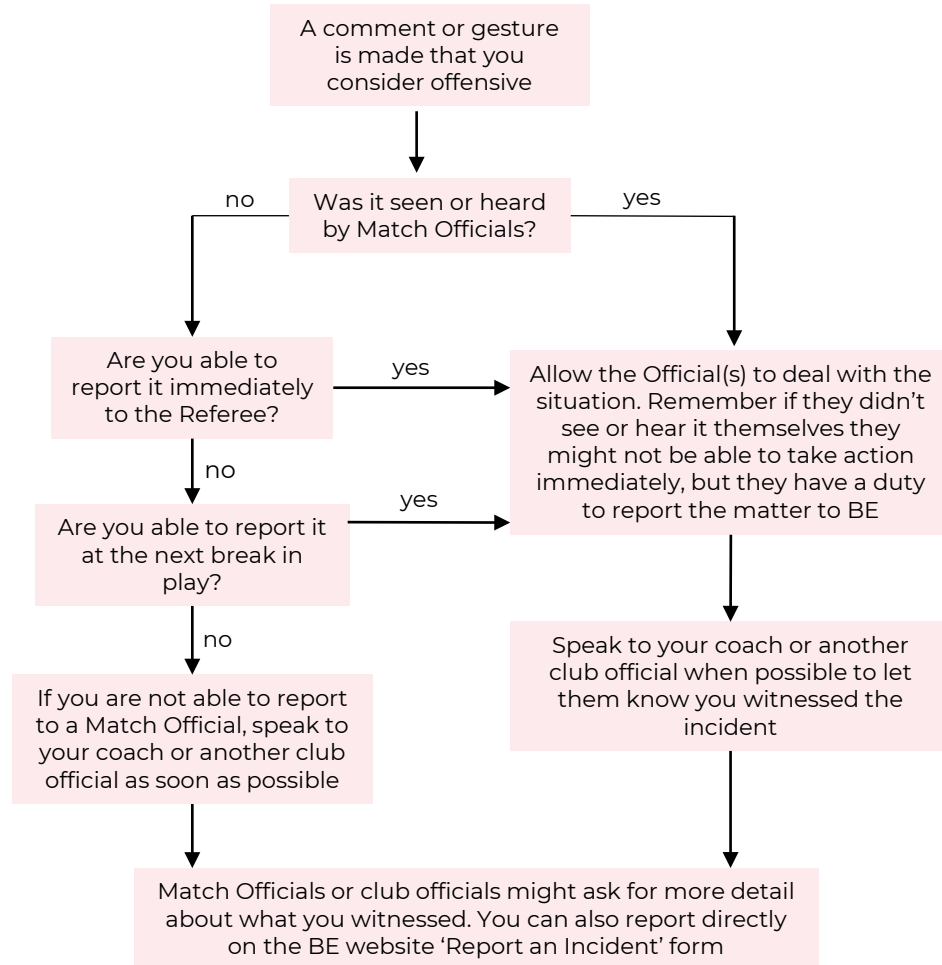 A comment or gesture
is made that you
consider offensive
Was it seen or heard
by Match Officials?
no
yes
Are you able to
report it immediately
to the Referee?
yes
Allow the Official(s) to deal with the
situation. Remember if they didn’t
see or hear it themselves they
might not be able to take action
immediately, but they have a duty
to report the matter to BE
no
Are you able to report it
at the next break in
play?
yes
no
If you are not able to report
to a Match Official, speak to
your coach or another club
official as soon as possible
Speak to your coach or another
club official when possible to let
them know you witnessed the
incident
Match Officials or club officials might ask for more detail
about what you witnessed. You can also report directly
on the BE website ‘Report an Incident’ form